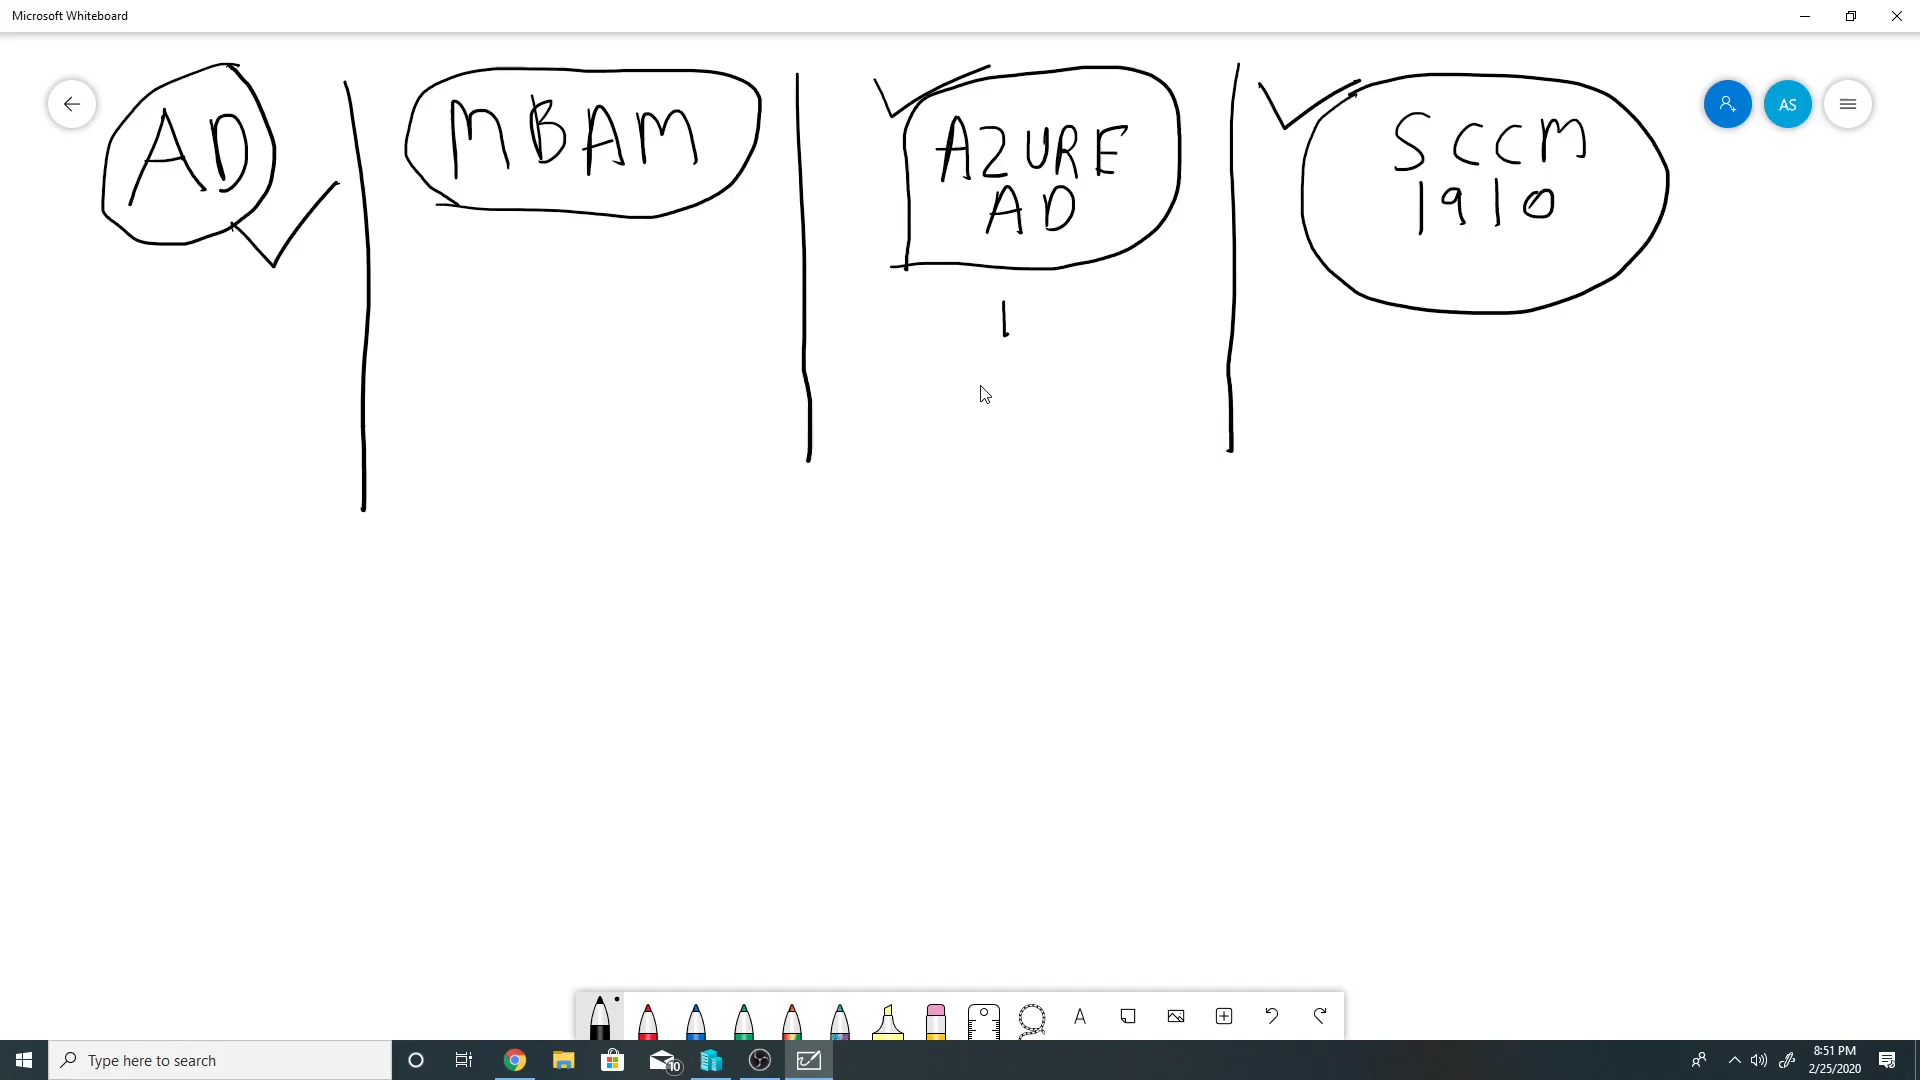 Microsoft Whiteboard
AD
MBAM
AZURE
AD
SCCM
1910
AS
A
Type here to search
10
8:51 PM
2/25/2020